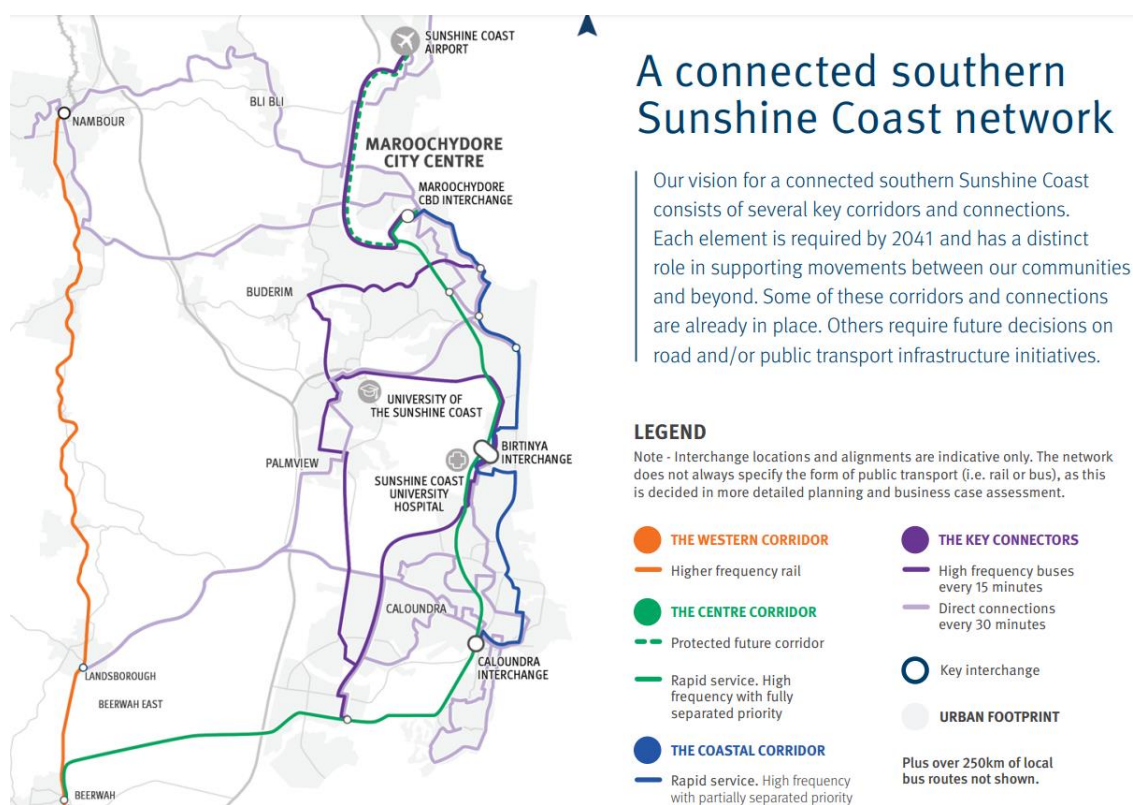 SUNSHINE COAST
AIRPORT
BLI BLI
NAMBOUR
MAROOCHYDORE
CITY CENTRE
MAROOCHYDORE
CBD INTERCHANGE
BUDERIM
UNIVERSITY OF
THE SUNSHINE COAST
BIRTINYA
INTERCHANGE
PALMVIEW
SUNSHINE COAST
UNIVERSITY
HOSPITAL
CALOUNDRA
CALOUNDRA
INTERCHANGE
LANDSBOROUGH
BEERWAH EAST
BEERWAH
A connected southern
Sunshine Coast network
Our vision for a connected southern Sunshine Coast
consists of several key corridors and connections.
Each element is required by 2041 and has a distinct
role in supporting movements between our communities
and beyond. Some of these corridors and connections
are already in place. Others require future decisions on
road and/or public transport infrastructure initiatives.
LEGEND
Note - Interchange locations and alignments are indicative only. The network
does not always specify the form of public transport (i.e. rail or bus), as this
is decided in more detailed planning and business case assessment.
THE WESTERN CORRIDOR
Higher frequency rail
THE CENTRE CORRIDOR
Protected future corridor
Rapid service. High
frequency with fully
separated priority
THE COASTAL CORRIDOR
Rapid service. High frequency
with partially separated priority
THE KEY CONNECTORS
High frequency buses
every 15 minutes
Direct connections
every 30 minutes
Key interchange
URBAN FOOTPRINT
Plus over 250km of local
bus routes not shown.